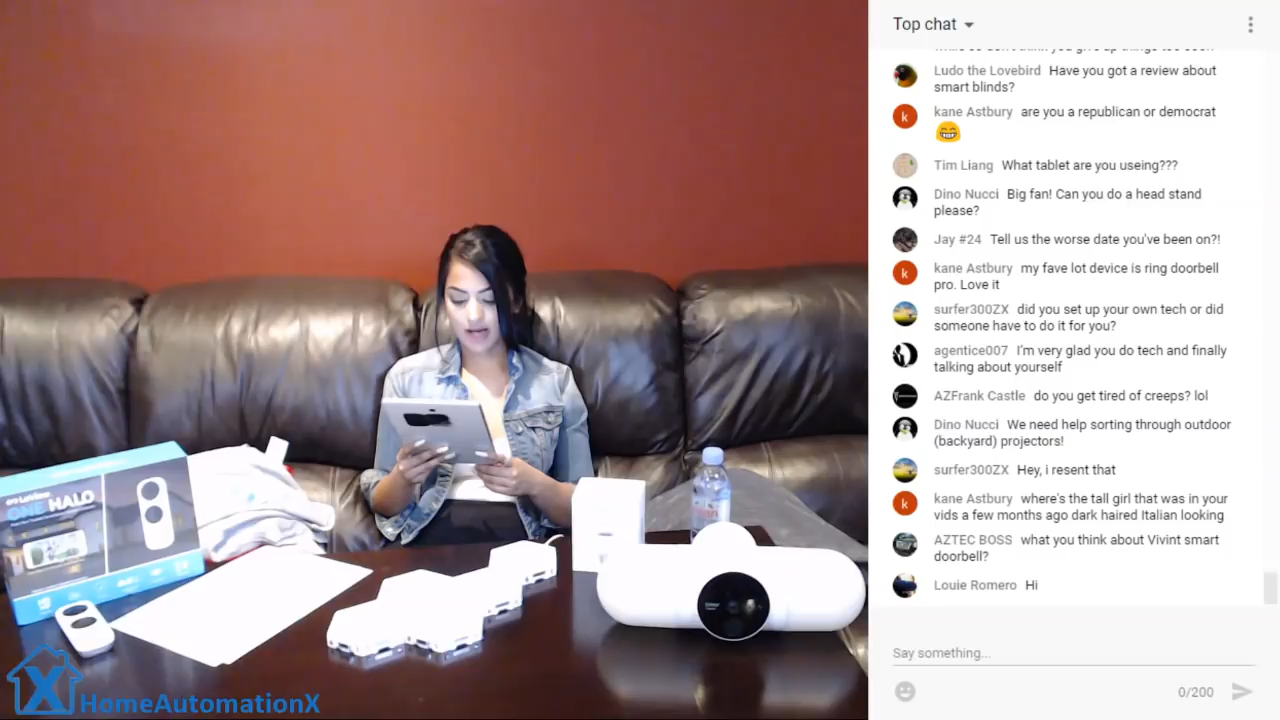 Top chat
Ludo the Lovebird Have you got a review about
smart blinds?
kane Astbury are you a republican or democrat
Tim Liang What tablet are you useing???
Dino Nucci Big fan! Can you do a head stand
please?
Jay #24 Tell us the worse date you've been on?!
kane Astbury my fave lot device is ring doorbell
pro. Love it
surfer300ZX did you set up your own tech or did
someone have to do it for you?
agentice007 I'm very glad you do tech and finally
talking about yourself
AZFrank Castle do you get tired of creeps? lol
Dino Nucci We need help sorting through outdoor
(backyard) projectors!
surfer300ZX Hey, i resent that
kane Astbury where's the tall girl that was in your
vids a few months ago dark haired Italian looking
AZTEC BOSS what you think about Vivint smart
doorbell?
Louie Romero Hi
Say something...
0/200
ONE HALO
X HomeAutomationX